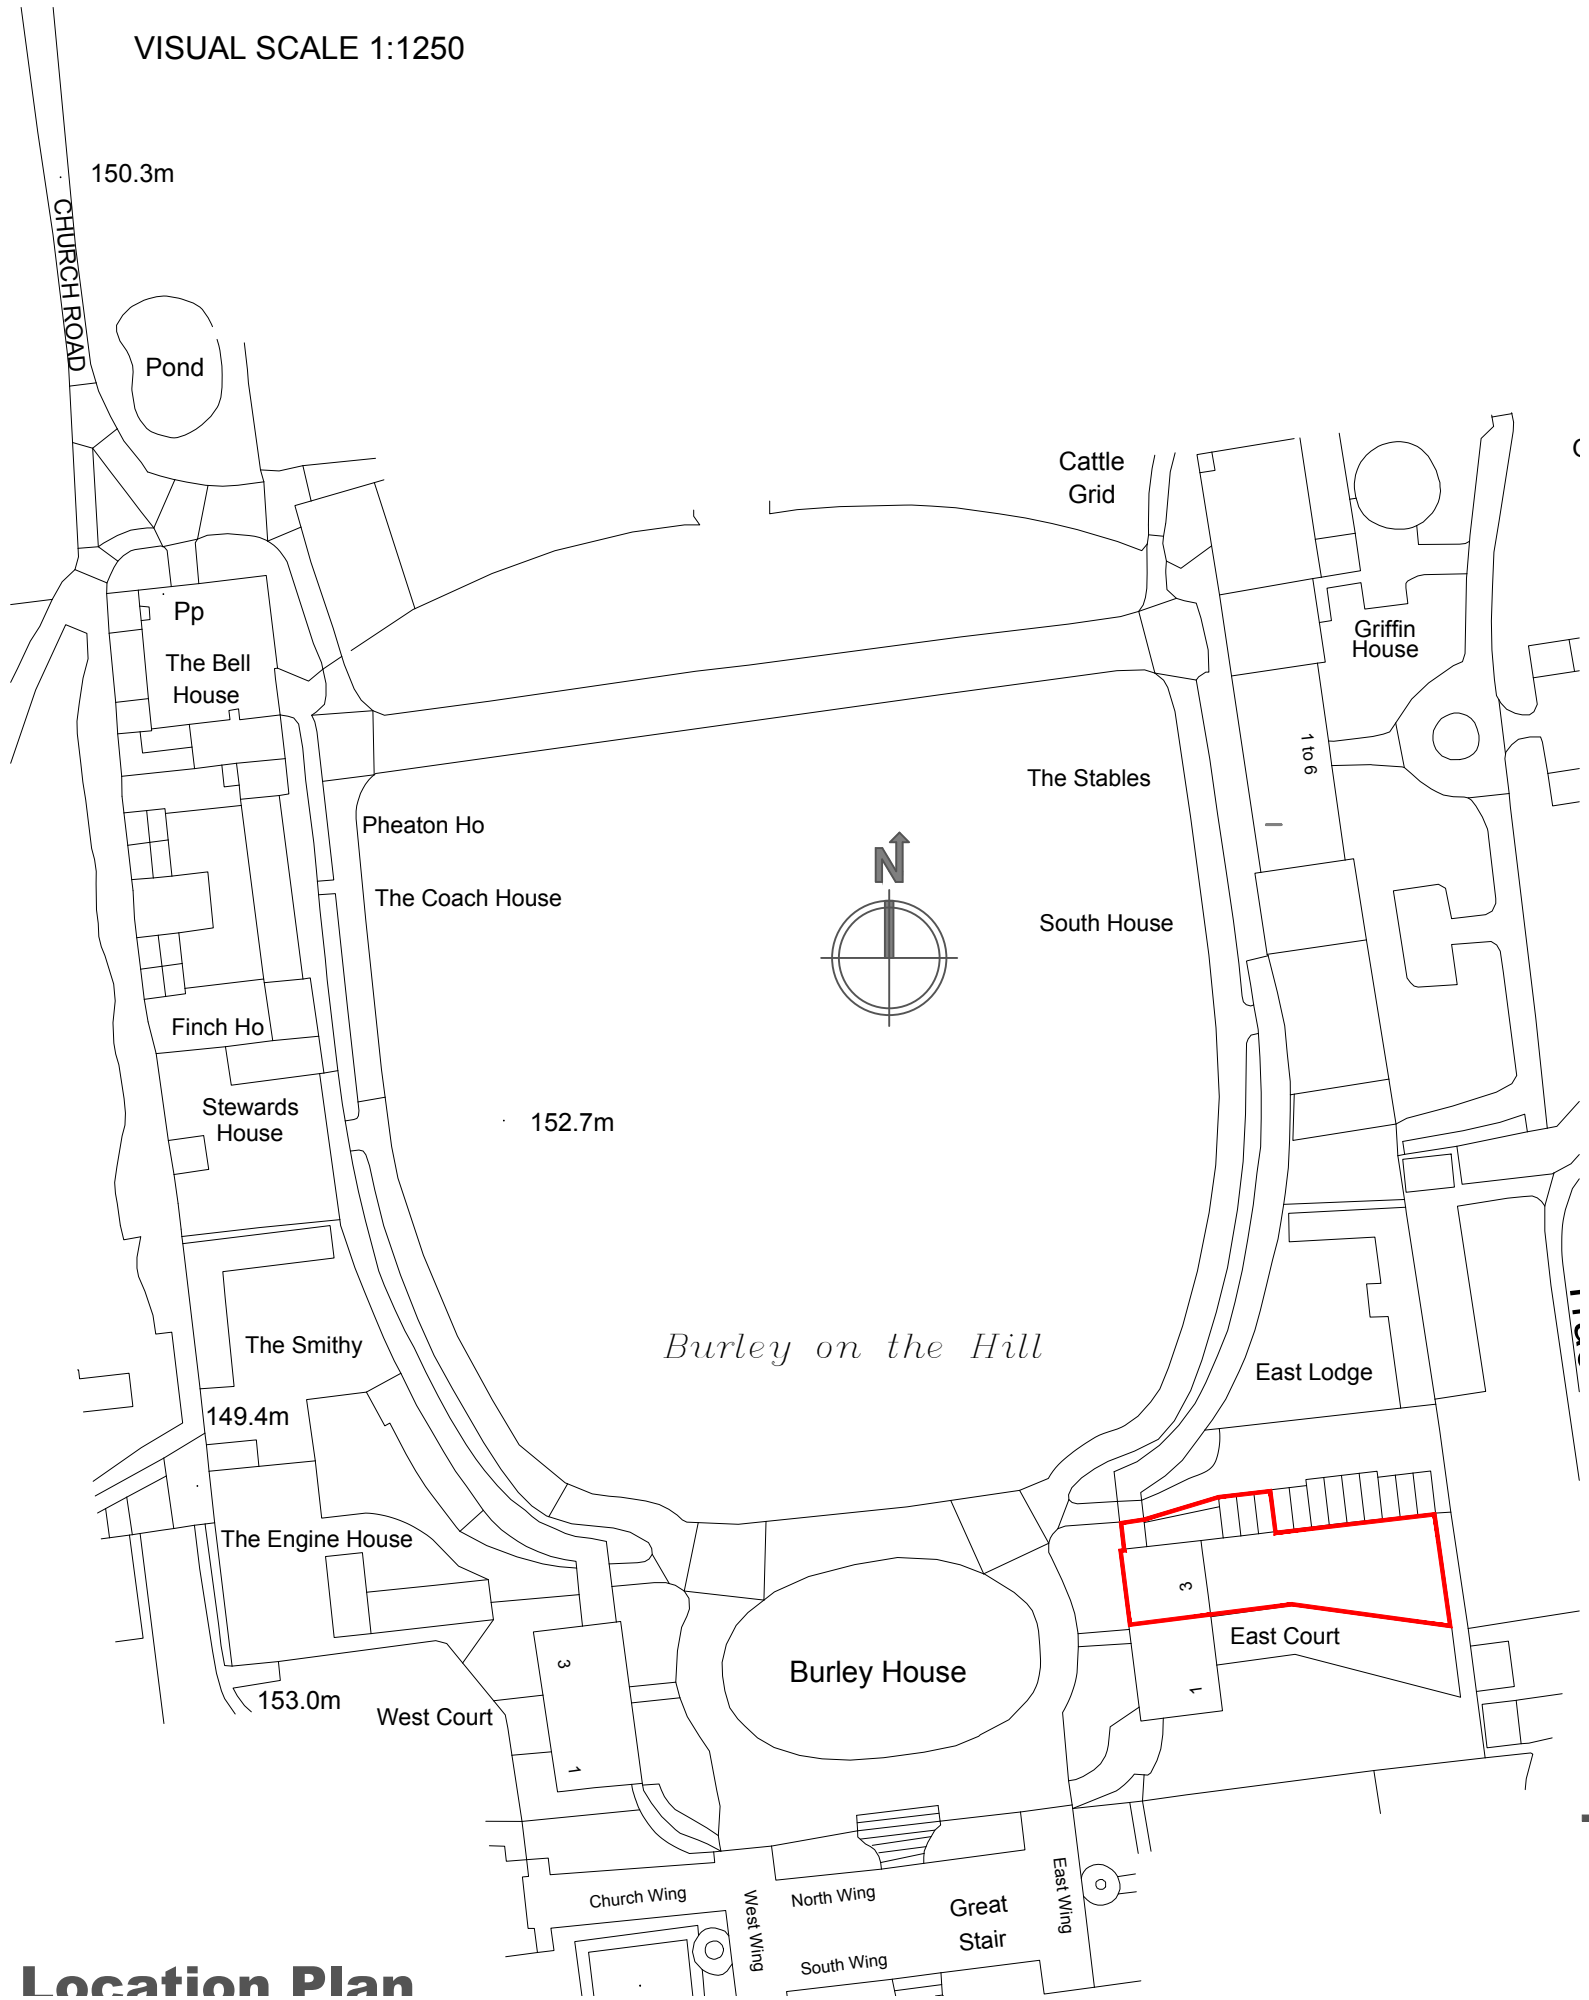 VISUAL SCALE 1:1250
150.3m
CHURCH ROAD
Pond
Cattle
Grid
Pp
The Bell
House
Griffin
House
1 to 6
The Stables
Pheaton Ho
N
The Coach House
South House
Finch Ho
Stewards
House
152.7m
Burley on the Hill
The Smithy
East Lodge
149.4m
The Engine House
3
East Court
3
Burley House
153.0m
West Court
1
1
Church Wing
West Wing
North Wing
Great
Stair
East Wing
South Wing
Location Plan